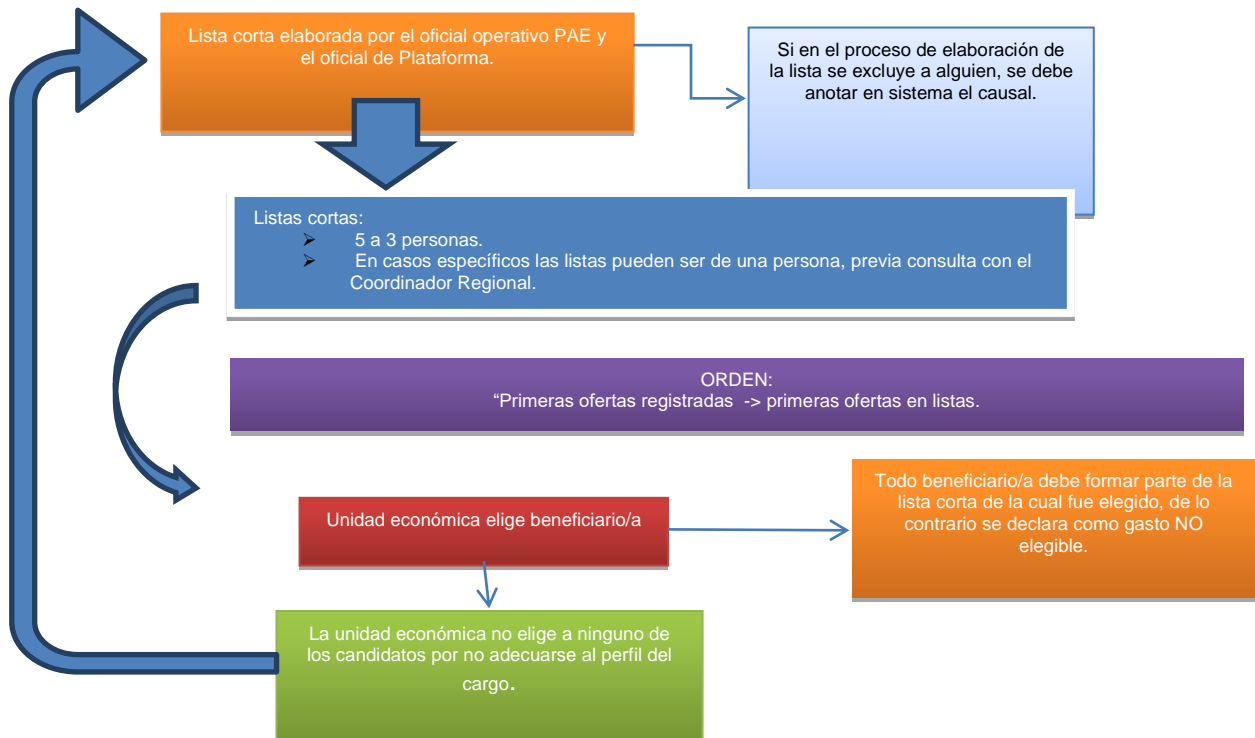 Lista corta elaborada por el oficial operativo PAE y
el oficial de Plataforma.
Si en el proceso de elaboración de
la lista se excluye a alguien, se debe
anotar en sistema el causal.
Listas cortas:
➢ 5 a 3 personas.
➢ En casos específicos las listas pueden ser de una persona, previa consulta con el
Coordinador Regional.
ORDEN:
“Primeras ofertas registradas -> primeras ofertas en listas.
Todo beneficiario/a debe formar parte de la
lista corta de la cual fue elegido, de lo
contrario se declara como gasto NO
elegible.
Unidad económica elige beneficiario/a
La unidad económica no elige a ninguno de
los candidatos por no adecuarse al perfil del
cargo.